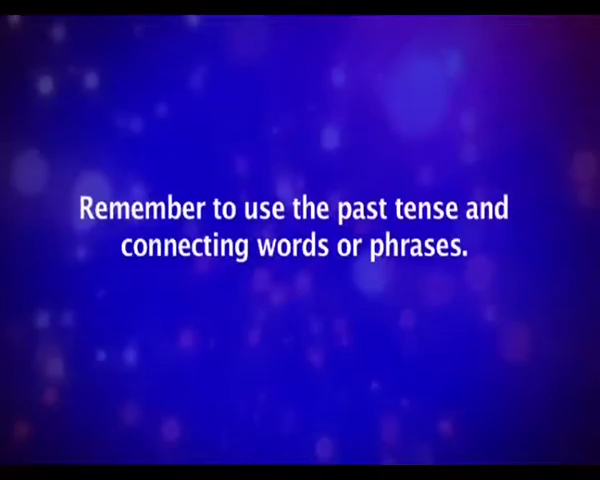 Remember to use the past tense and
connecting words or phrases.